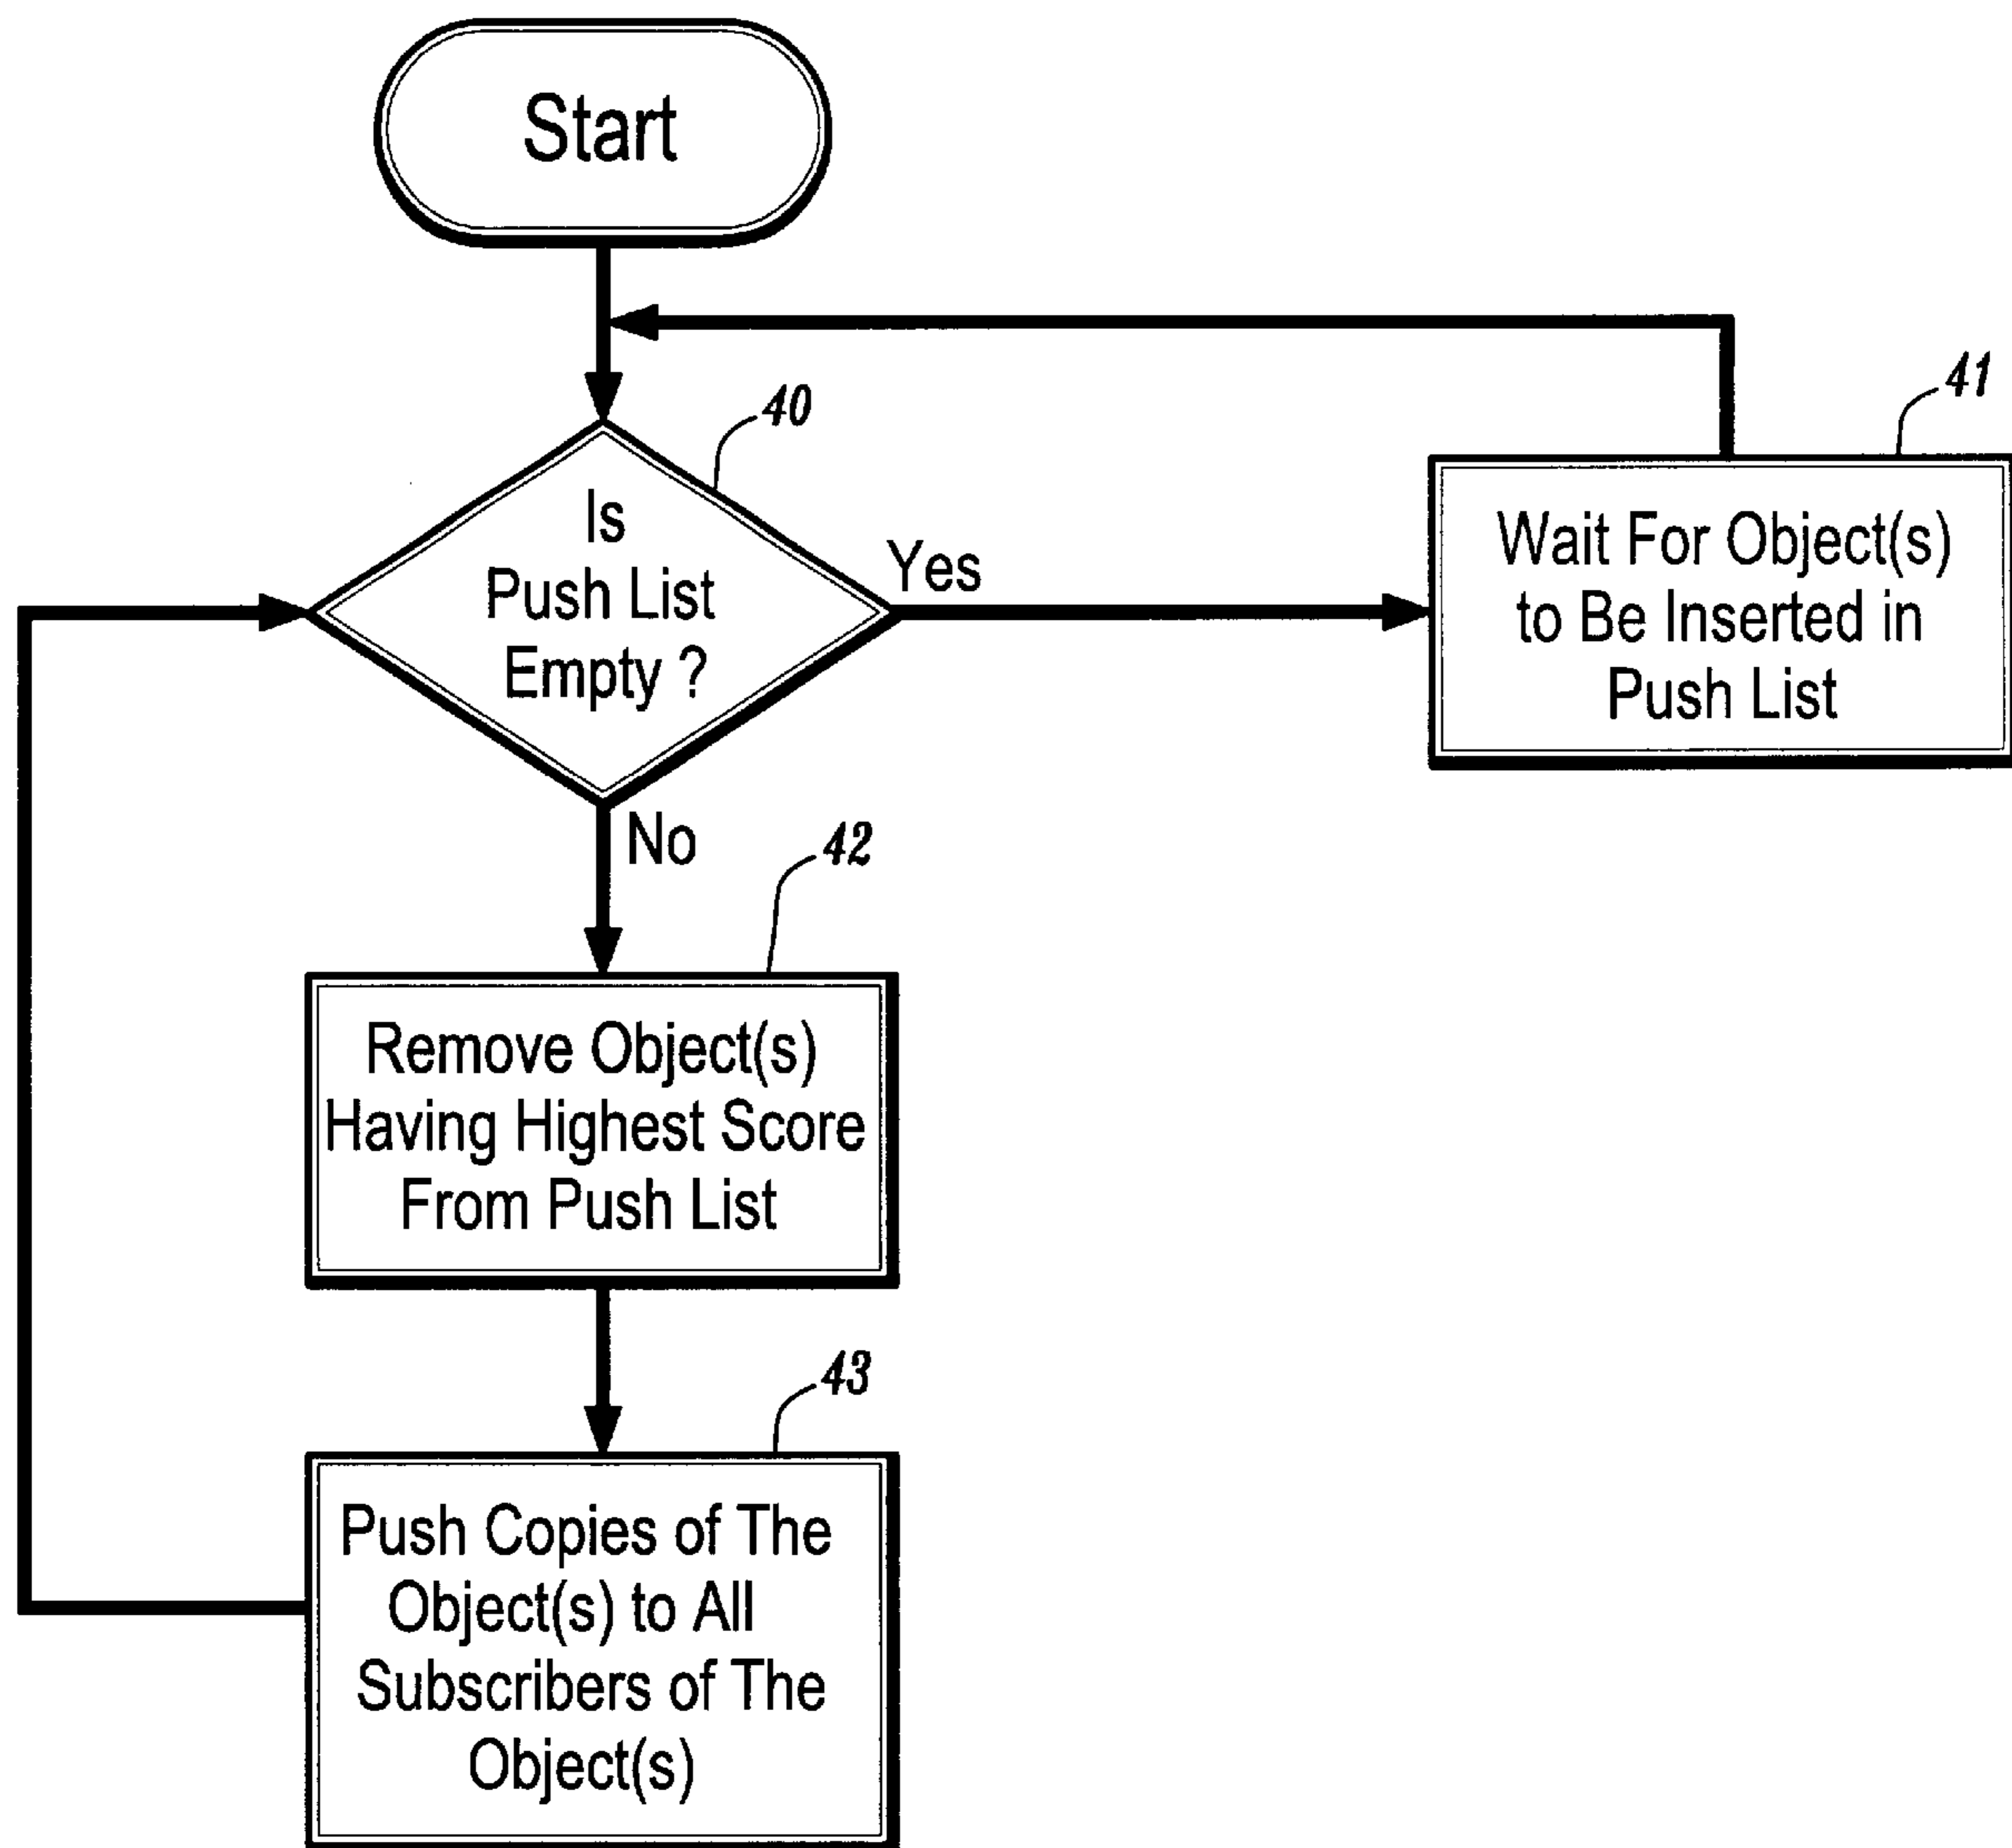 Start
40
41
Is
Push List
Empty ?
Yes
Wait For Object(s)
to Be Inserted in
Push List
No
42
Remove Object(s)
Having Highest Score
From Push List
43
Push Copies of The
Object(s) to All
Subscribers of The
Object(s)